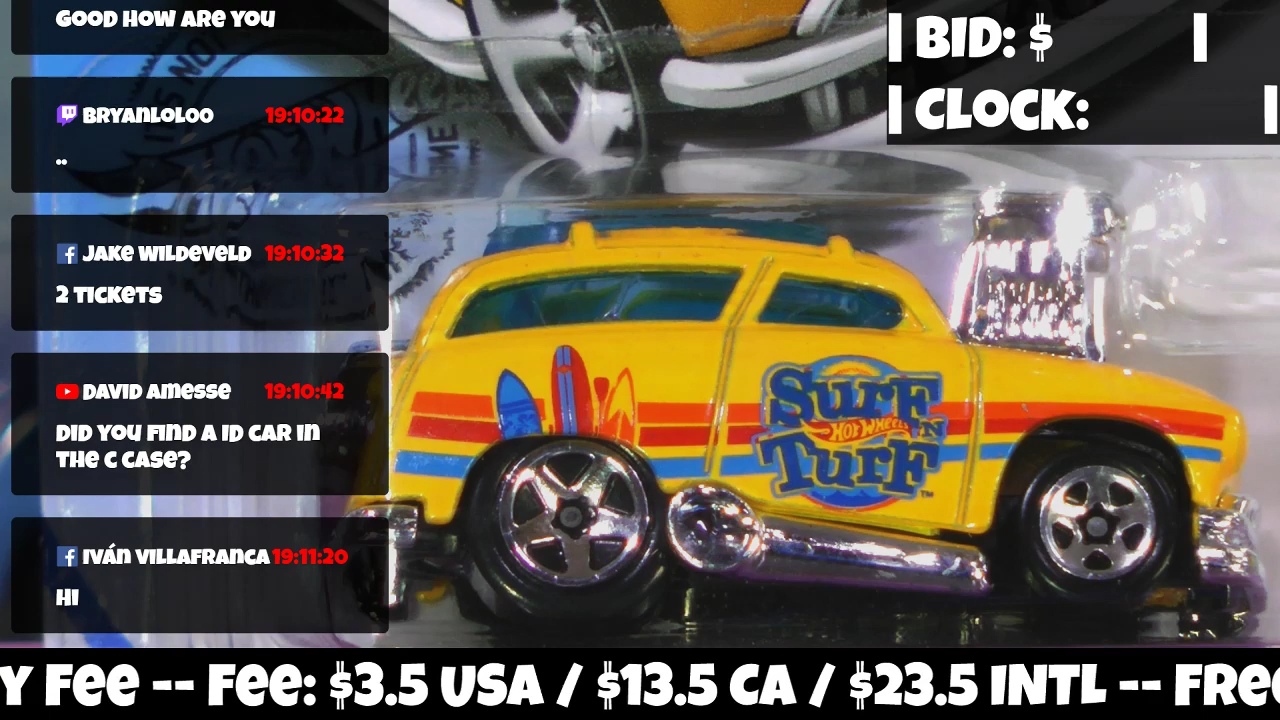 GOOD HOW ARE YOU
BRYANLOLOO 19:10:22
..
JAKE WILDEVELD 19:10:32
2 TICKETS
DAVID AMESSE 19:10:42
DID YOU FIND A ID CAR IN
THE C CASE?
IVÁN VILLAFRANCA 19:11:20
HI
| BID: $ |
| CLOCK: |
SURF
HOT WHEELS N
TURF
TM
Y FEE -- FEE: $3.5 USA / $13.5 CA / $23.5 INTL -- FREE